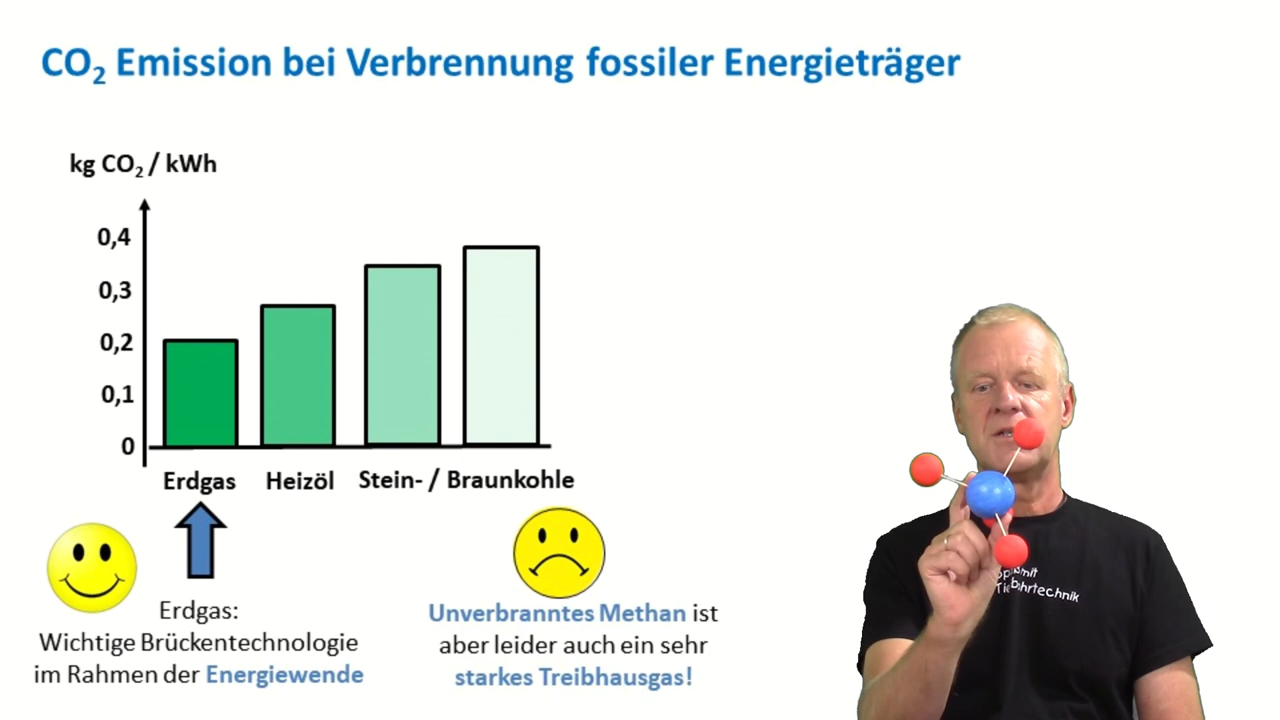 CO₂ Emission bei Verbrennung fossiler Energieträger
kg CO₂ / kWh
0,4
0,3
0,2
0,1
0
Erdgas
Heizöl
Stein- / Braunkohle
Erdgas:
Wichtige Brückentechnologie
im Rahmen der Energiewende
Unverbranntes Methan ist
aber leider auch ein sehr
starkes Treibhausgas!
mit